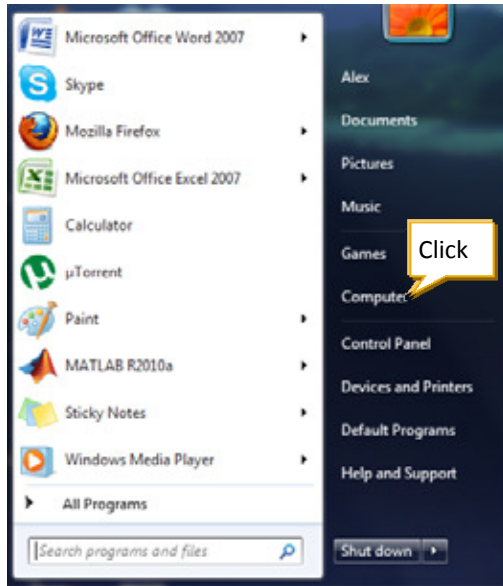 Microsoft Office Word 2007
Skype
Mozilla Firefox
Microsoft Office Excel 2007
Calculator
µTorrent
Paint
MATLAB R2010a
Sticky Notes
Windows Media Player
All Programs
Search programs and files
Alex
Documents
Pictures
Music
Games
Click
Computer
Control Panel
Devices and Printers
Default Programs
Help and Support
Shut down